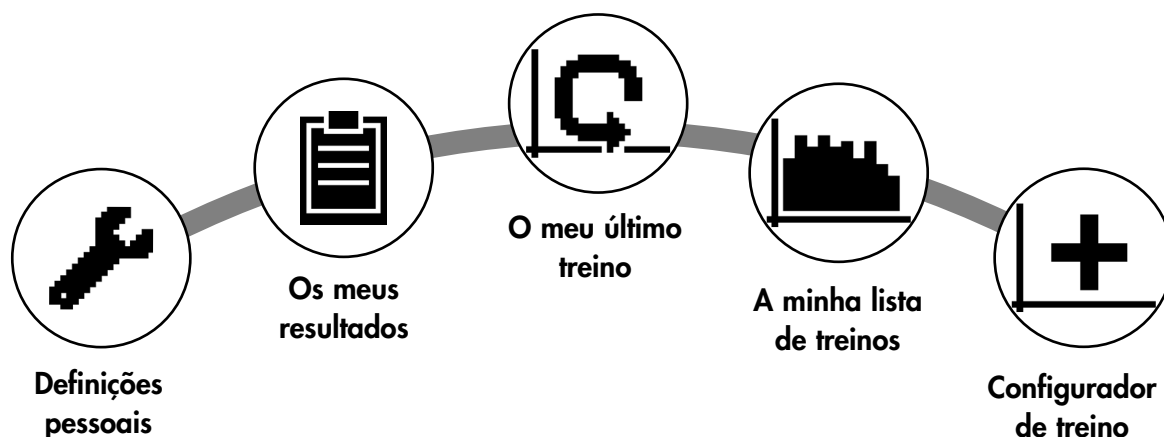 Definições
pessoais
Os meus
resultados
O meu último
treino
A minha lista
de treinos
Configurador
de treino